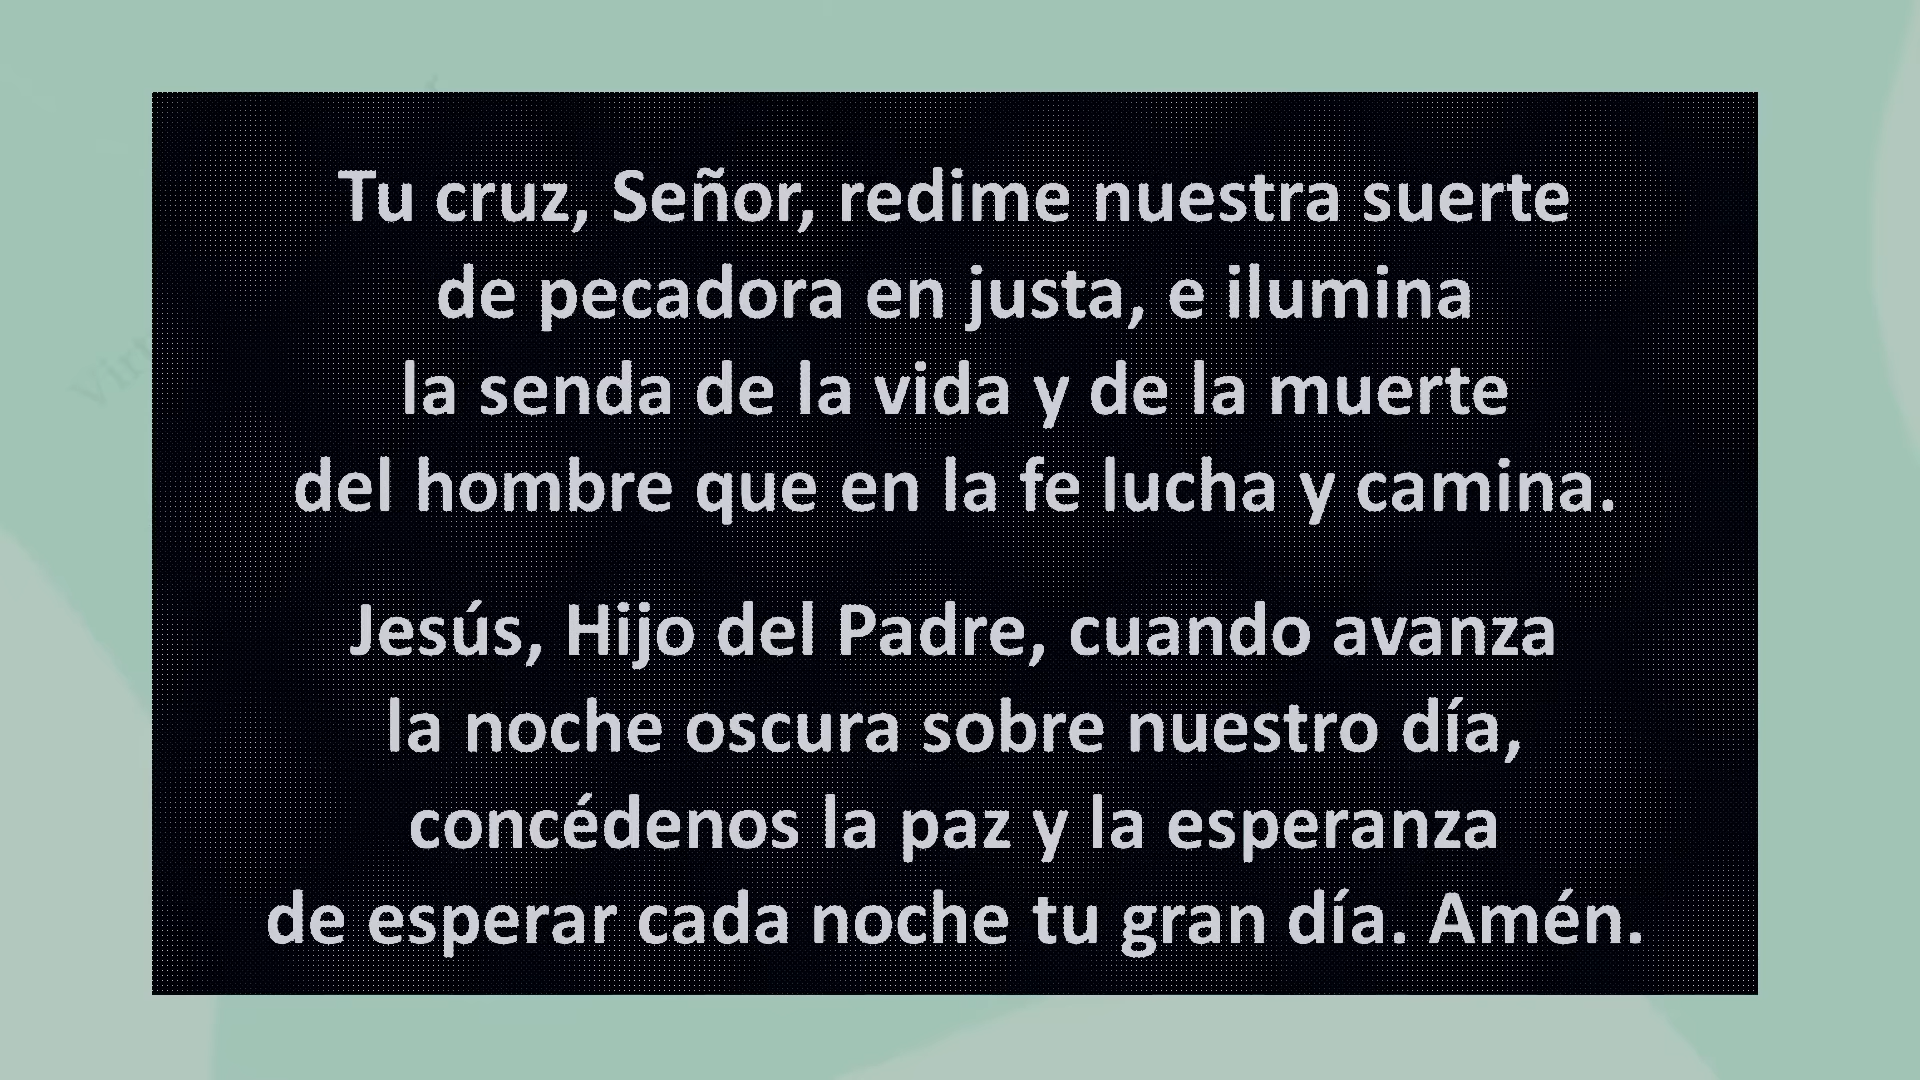 Tu cruz, Señor, redime nuestra suerte
de pecadora en justa, e ilumina
la senda de la vida y de la muerte
del hombre que en la fe lucha y camina.
Jesús, Hijo del Padre, cuando avanza
la noche oscura sobre nuestro día,
concédenos la paz y la esperanza
de esperar cada noche tu gran día. Amén.